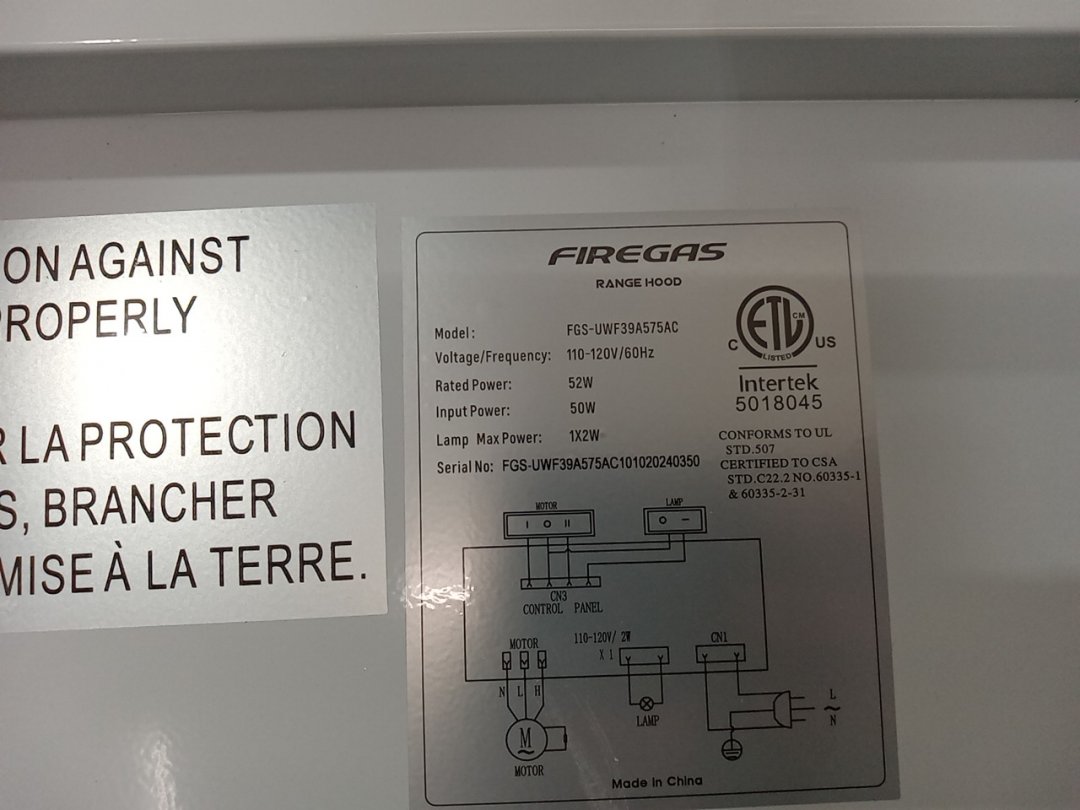 ON AGAINST
PROPERLY
R LA PROTECTION
S, BRANCHER
MISE À LA TERRE.
FIREGAS
RANGE HOOD
Model: FGS-UWF39A575AC
Voltage/Frequency: 110-120V/60Hz
Rated Power: 52W
Input Power: 50W
Lamp Max Power: 1X2W
Serial No: FGS-UWF39A575AC101020240350
ETL CM
LISTED
C US
Intertek
5018045
CONFORMS TO UL
STD.507
CERTIFIED TO CSA
STD.C22.2 NO.60335-1
& 60335-2-31
MOTOR LAMP
I O II O –
CN3
CONTROL PANEL
MOTOR 110-120V/ 2W CN1
X 1
N L H L
M ~ LAMP ~
N
MOTOR
Made in China